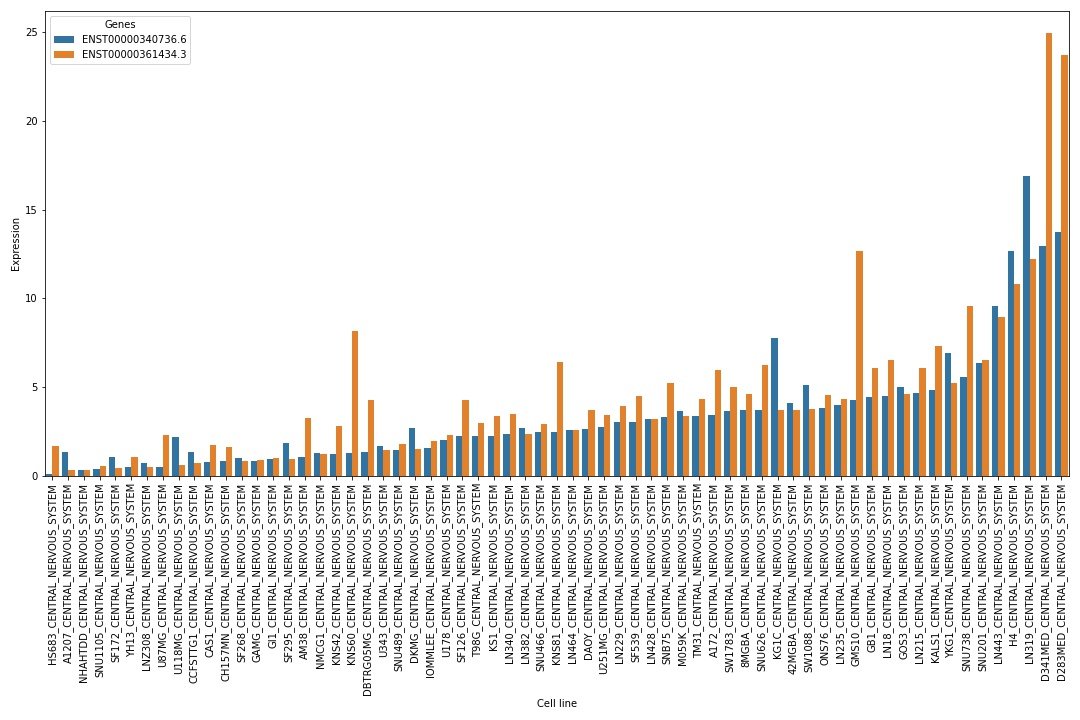 Genes
ENST00000340736.6
ENST00000361434.3
25
20
15
10
5
0
Expression
HS683_CENTRAL_NERVOUS_SYSTEM
A1207_CENTRAL_NERVOUS_SYSTEM
NHAHTDD_CENTRAL_NERVOUS_SYSTEM
SNU1105_CENTRAL_NERVOUS_SYSTEM
SF172_CENTRAL_NERVOUS_SYSTEM
YH13_CENTRAL_NERVOUS_SYSTEM
LNZ308_CENTRAL_NERVOUS_SYSTEM
U87MG_CENTRAL_NERVOUS_SYSTEM
U118MG_CENTRAL_NERVOUS_SYSTEM
CCFSTTG1_CENTRAL_NERVOUS_SYSTEM
CAS1_CENTRAL_NERVOUS_SYSTEM
CH157MN_CENTRAL_NERVOUS_SYSTEM
SF268_CENTRAL_NERVOUS_SYSTEM
GAMG_CENTRAL_NERVOUS_SYSTEM
GI1_CENTRAL_NERVOUS_SYSTEM
SF295_CENTRAL_NERVOUS_SYSTEM
AM38_CENTRAL_NERVOUS_SYSTEM
NMCG1_CENTRAL_NERVOUS_SYSTEM
KNS42_CENTRAL_NERVOUS_SYSTEM
KNS60_CENTRAL_NERVOUS_SYSTEM
DBTRG05MG_CENTRAL_NERVOUS_SYSTEM
U343_CENTRAL_NERVOUS_SYSTEM
SNU489_CENTRAL_NERVOUS_SYSTEM
DKMG_CENTRAL_NERVOUS_SYSTEM
IOMMLEE_CENTRAL_NERVOUS_SYSTEM
U178_CENTRAL_NERVOUS_SYSTEM
SF126_CENTRAL_NERVOUS_SYSTEM
T98G_CENTRAL_NERVOUS_SYSTEM
KS1_CENTRAL_NERVOUS_SYSTEM
LN340_CENTRAL_NERVOUS_SYSTEM
LN382_CENTRAL_NERVOUS_SYSTEM
SNU466_CENTRAL_NERVOUS_SYSTEM
KNS81_CENTRAL_NERVOUS_SYSTEM
LN464_CENTRAL_NERVOUS_SYSTEM
DAOY_CENTRAL_NERVOUS_SYSTEM
U251MG_CENTRAL_NERVOUS_SYSTEM
LN229_CENTRAL_NERVOUS_SYSTEM
SF539_CENTRAL_NERVOUS_SYSTEM
LN428_CENTRAL_NERVOUS_SYSTEM
SNB75_CENTRAL_NERVOUS_SYSTEM
M059K_CENTRAL_NERVOUS_SYSTEM
TM31_CENTRAL_NERVOUS_SYSTEM
A172_CENTRAL_NERVOUS_SYSTEM
SW1783_CENTRAL_NERVOUS_SYSTEM
8MGBA_CENTRAL_NERVOUS_SYSTEM
SNU626_CENTRAL_NERVOUS_SYSTEM
KG1C_CENTRAL_NERVOUS_SYSTEM
42MGBA_CENTRAL_NERVOUS_SYSTEM
SW1088_CENTRAL_NERVOUS_SYSTEM
ONS76_CENTRAL_NERVOUS_SYSTEM
LN235_CENTRAL_NERVOUS_SYSTEM
GMS10_CENTRAL_NERVOUS_SYSTEM
GB1_CENTRAL_NERVOUS_SYSTEM
LN18_CENTRAL_NERVOUS_SYSTEM
GOS3_CENTRAL_NERVOUS_SYSTEM
LN215_CENTRAL_NERVOUS_SYSTEM
KALS1_CENTRAL_NERVOUS_SYSTEM
YKG1_CENTRAL_NERVOUS_SYSTEM
SNU738_CENTRAL_NERVOUS_SYSTEM
SNU201_CENTRAL_NERVOUS_SYSTEM
LN443_CENTRAL_NERVOUS_SYSTEM
H4_CENTRAL_NERVOUS_SYSTEM
LN319_CENTRAL_NERVOUS_SYSTEM
D341MED_CENTRAL_NERVOUS_SYSTEM
D283MED_CENTRAL_NERVOUS_SYSTEM
Cell line